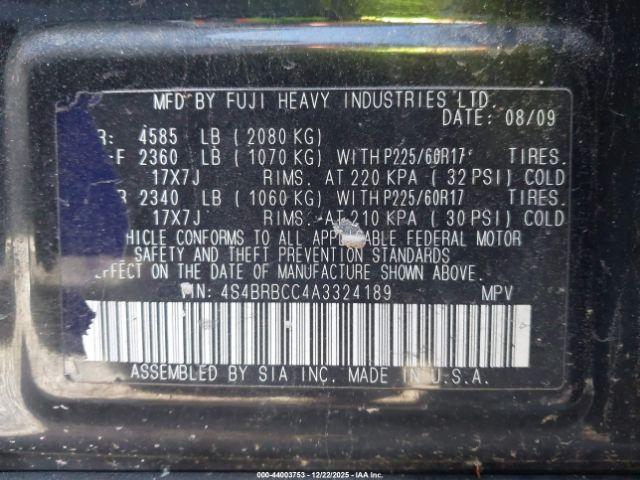 MFD BY FUJI HEAVY INDUSTRIES LTD.
DATE: 08/09
R: 4585 LB ( 2080 KG)
F 2360 LB ( 1070 KG) WITH P225/60R17 TIRES.
17X7J RIMS. AT 220 KPA ( 32 PSI) COLD
R 2340 LB ( 1060 KG) WITH P225/60R17 TIRES.
17X7J RIMS. AT 210 KPA ( 30 PSI) COLD
HICLE CONFORMS TO ALL APPLICABLE FEDERAL MOTOR
SAFETY AND THEFT PREVENTION STANDARDS
EFFECT ON THE DATE OF MANUFACTURE SHOWN ABOVE.
VIN: 4S4BRBCC4A3324189 MPV
ASSEMBLED BY SIA INC. MADE IN U.S.A.
000-44003753 - 12/22/2025 - IAA Inc.